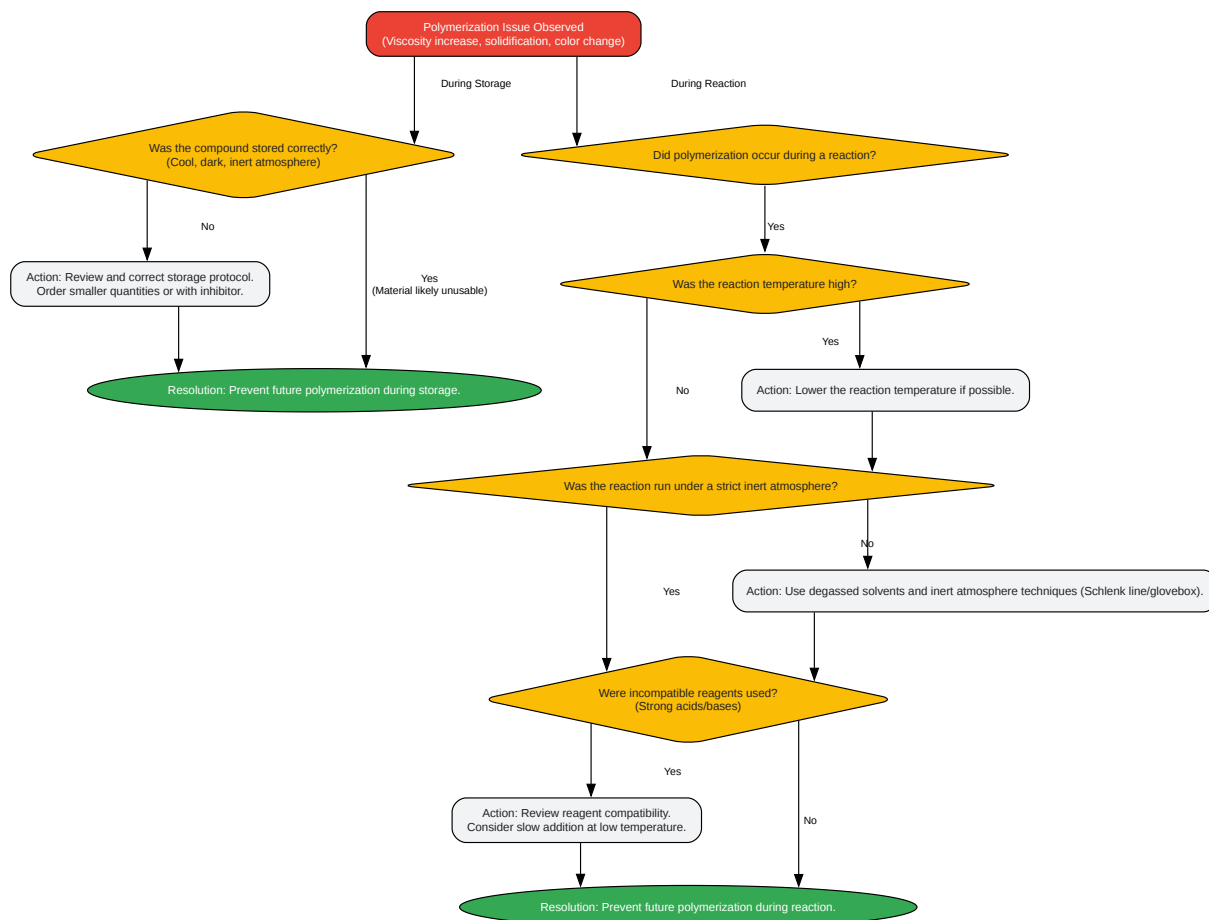 Polymerization Issue Observed
(Viscosity increase, solidification, color change)
During Storage
During Reaction
Was the compound stored correctly?
(Cool, dark, inert atmosphere)
Did polymerization occur during a reaction?
No
Yes
Action: Review and correct storage protocol.
Order smaller quantities or with inhibitor.
Yes
(Material likely unusable)
Was the reaction temperature high?
Yes
Resolution: Prevent future polymerization during storage.
No
Action: Lower the reaction temperature if possible.
Was the reaction run under a strict inert atmosphere?
No
Yes
Action: Use degassed solvents and inert atmosphere techniques (Schlenk line/glovebox).
Were incompatible reagents used?
(Strong acids/bases)
Yes
Action: Review reagent compatibility.
Consider slow addition at low temperature.
No
Resolution: Prevent future polymerization during reaction.